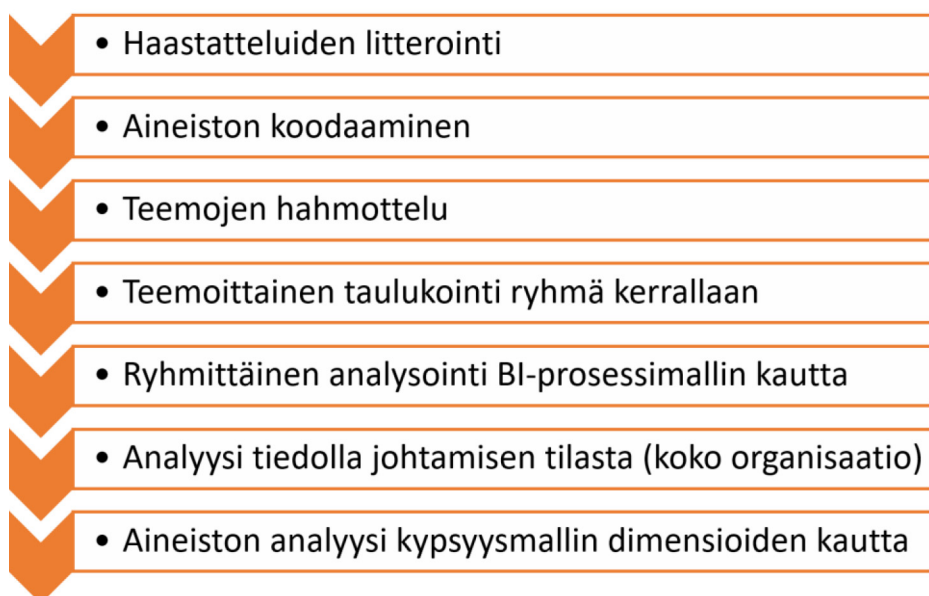 • Haastatteluiden litterointi
• Aineiston koodaaminen
• Teemojen hahmottelu
• Teemoittainen taulukointi ryhmä kerrallaan
• Ryhmittäinen analysointi BI-prosessimallin kautta
• Analyysi tiedolla johtamisen tilasta (koko organisaatio)
• Aineiston analyysi kypsyysmallin dimensioiden kautta